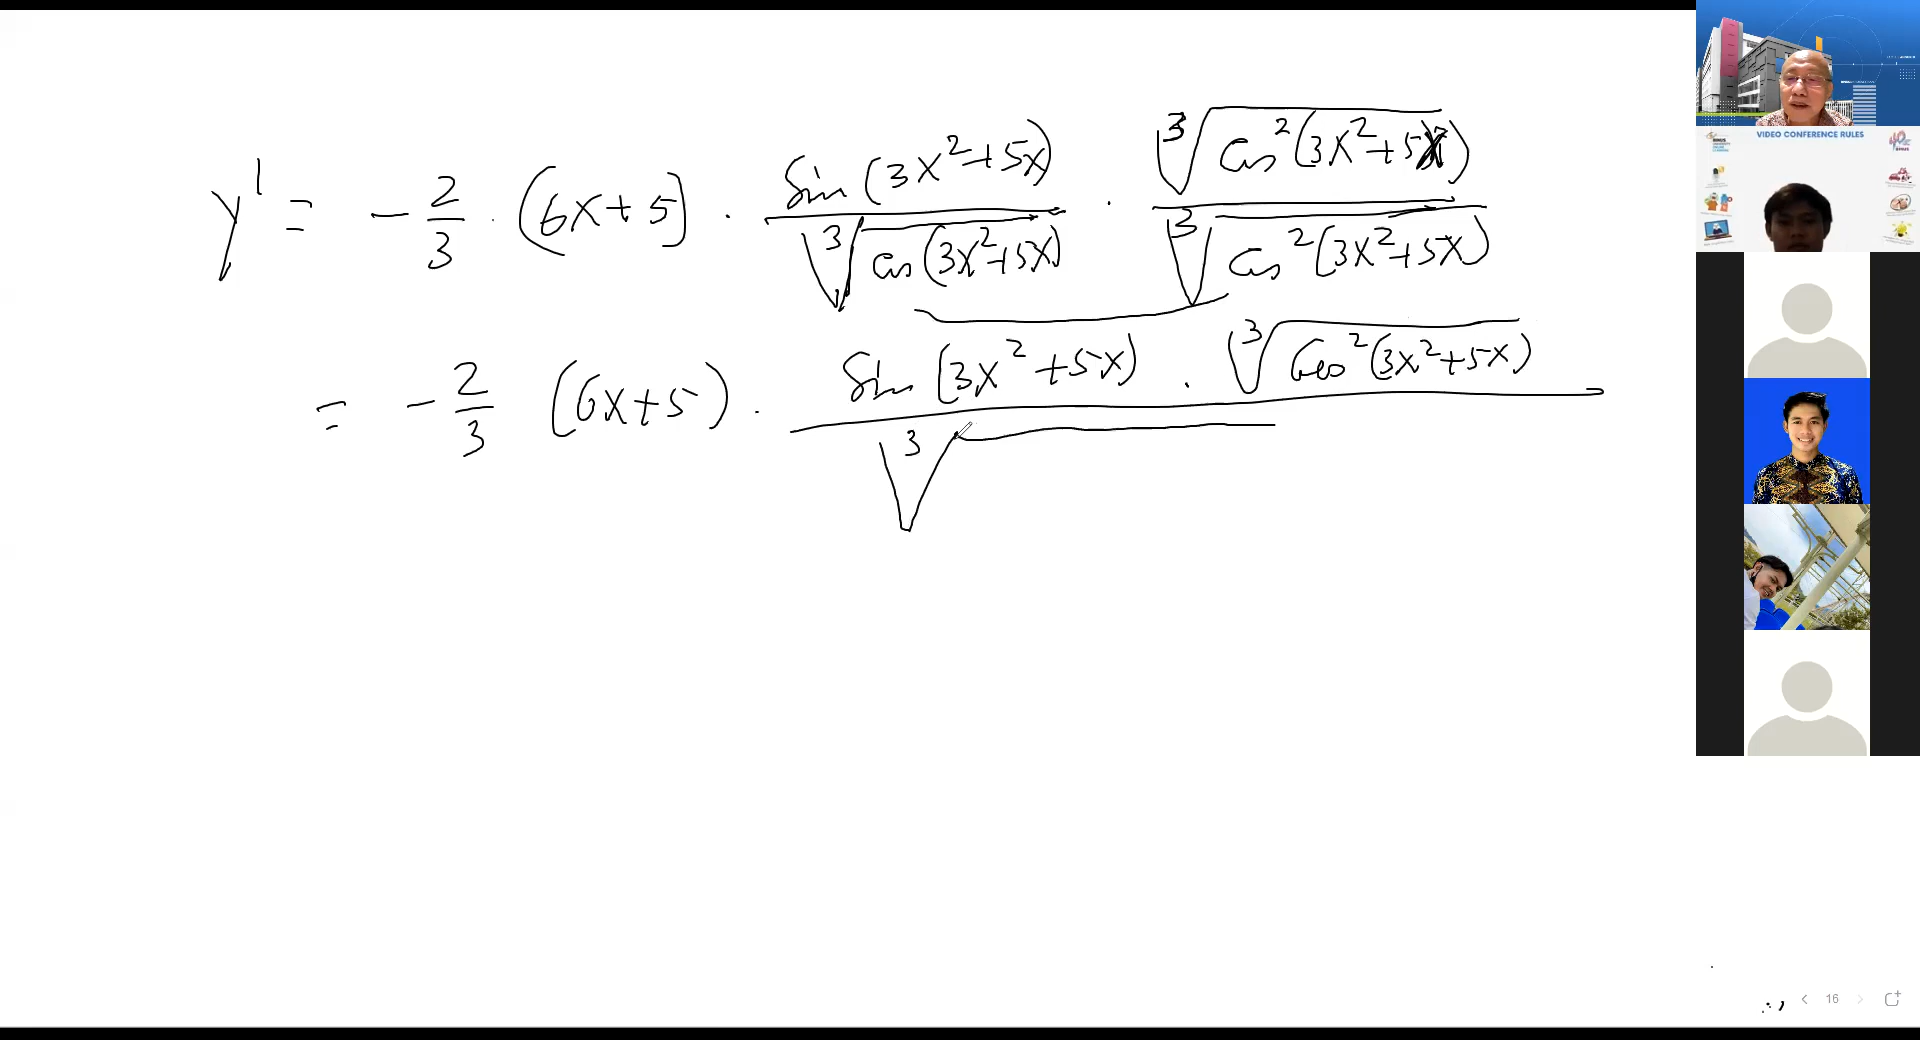 y' = - 2/3 · (6x+5) · sin (3x²+5x) / ∛(cos (3x²+5x)) · ∛(cos² (3x²+5x)) / ∛(cos² (3x²+5x))
= - 2/3 (6x+5) · sin (3x²+5x) · ∛(cos² (3x²+5x)) / ∛
VIDEO CONFERENCE RULES
16